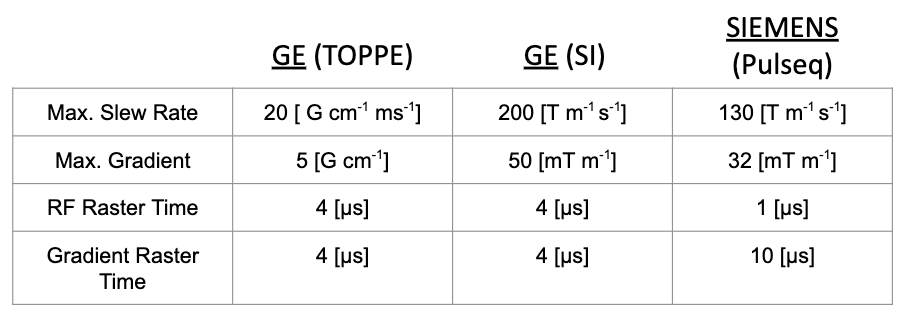 GE (TOPPE) GE (SI) SIEMENS (Pulseq)
Max. Slew Rate 20 [ G cm⁻¹ ms⁻¹] 200 [T m⁻¹ s⁻¹] 130 [T m⁻¹ s⁻¹]
Max. Gradient 5 [G cm⁻¹] 50 [mT m⁻¹] 32 [mT m⁻¹]
RF Raster Time 4 [µs] 4 [µs] 1 [µs]
Gradient Raster Time 4 [µs] 4 [µs] 10 [µs]